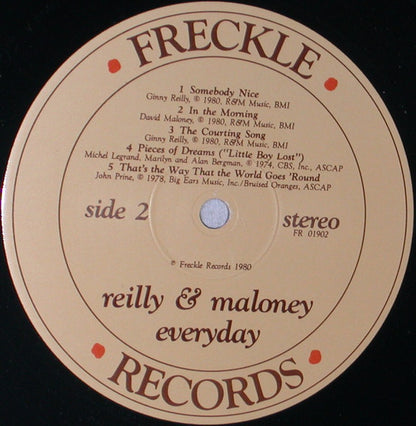 FRECKLE
1 Somebody Nice
Ginny Reilly, © 1980, R&M Music, BMI
2 In the Morning
David Maloney, © 1980, R&M Music, BMI
3 The Courting Song
Ginny Reilly, © 1980, R&M Music, BMI
4 Pieces of Dreams ("Little Boy Lost")
Michel Legrand, Marilyn and Alan Bergman, © 1974, CBS, Inc., ASCAP
5 That's the Way That the World Goes 'Round
John Prine, © 1978, Big Ears Music, Inc/Bruised Oranges, ASCAP
side 2
stereo
FR 01902
℗ Freckle Records 1980
reilly & maloney
everyday
RECORDS